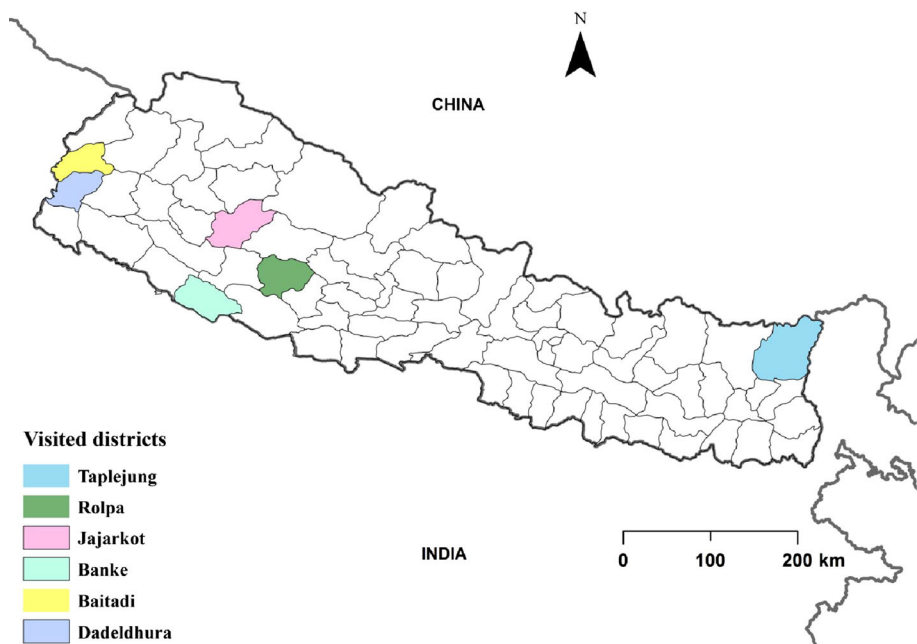 N
CHINA
Visited districts
Taplejung
Rolpa
Jajarkot
Banke
Baitadi
Dadeldhura
INDIA
0 100 200 km